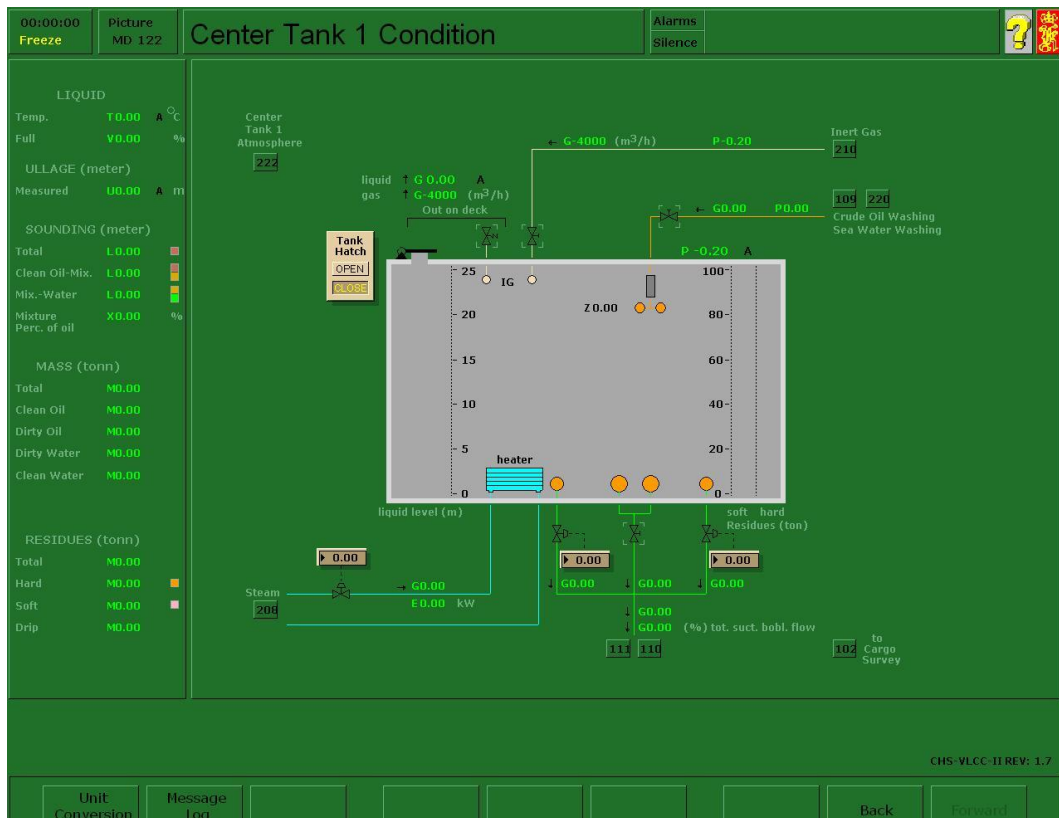 00:00:00
Freeze
Picture
MD 122
Center Tank 1 Condition
Alarms
Silence
?
LIQUID
Temp. T0.00 A °C
Full V0.00 %
ULLAGE (meter)
Measured U0.00 A m
SOUNDING (meter)
Total L0.00
Clean Oil-Mix. L0.00
Mix.-Water L0.00
Mixture X0.00 %
Perc. of oil
MASS (tonn)
Total M0.00
Clean Oil M0.00
Dirty Oil M0.00
Dirty Water M0.00
Clean Water M0.00
RESIDUES (tonn)
Total M0.00
Hard M0.00
Soft M0.00
Drip M0.00
Center
Tank 1
Atmosphere
222
liquid ↑ G 0.00 A
gas ↑ G-4000 (m3/h)
Out on deck
← G-4000 (m3/h) P-0.20
Inert Gas
210
← G0.00 P0.00
109 220
Crude Oil Washing
Sea Water Washing
P -0.20 A
Tank
Hatch
OPEN
CLOSE
25 IG 100
20 Z 0.00 80
15 60
10 40
5 20
heater
0 0
liquid level (m)
soft hard
Residues (ton)
0.00
0.00
0.00
Steam
208
→ G0.00
E0.00 kW
↓ G0.00 ↓ G0.00 ↓ G0.00
↓ G0.00
↓ G0.00 (%) tot. suct. bobl. flow
111 110
102
to
Cargo
Survey
CHS-VLCC-II REV: 1.7
Unit
Conversion
Message
Log
Back
Forward